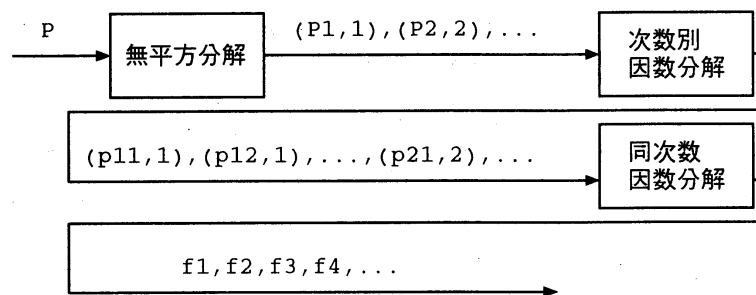 P
無平方分解
(P1,1),(P2,2),...
次数別
因数分解
(p11,1),(p12,1),...,(p21,2),...
同次数
因数分解
f1,f2,f3,f4,...